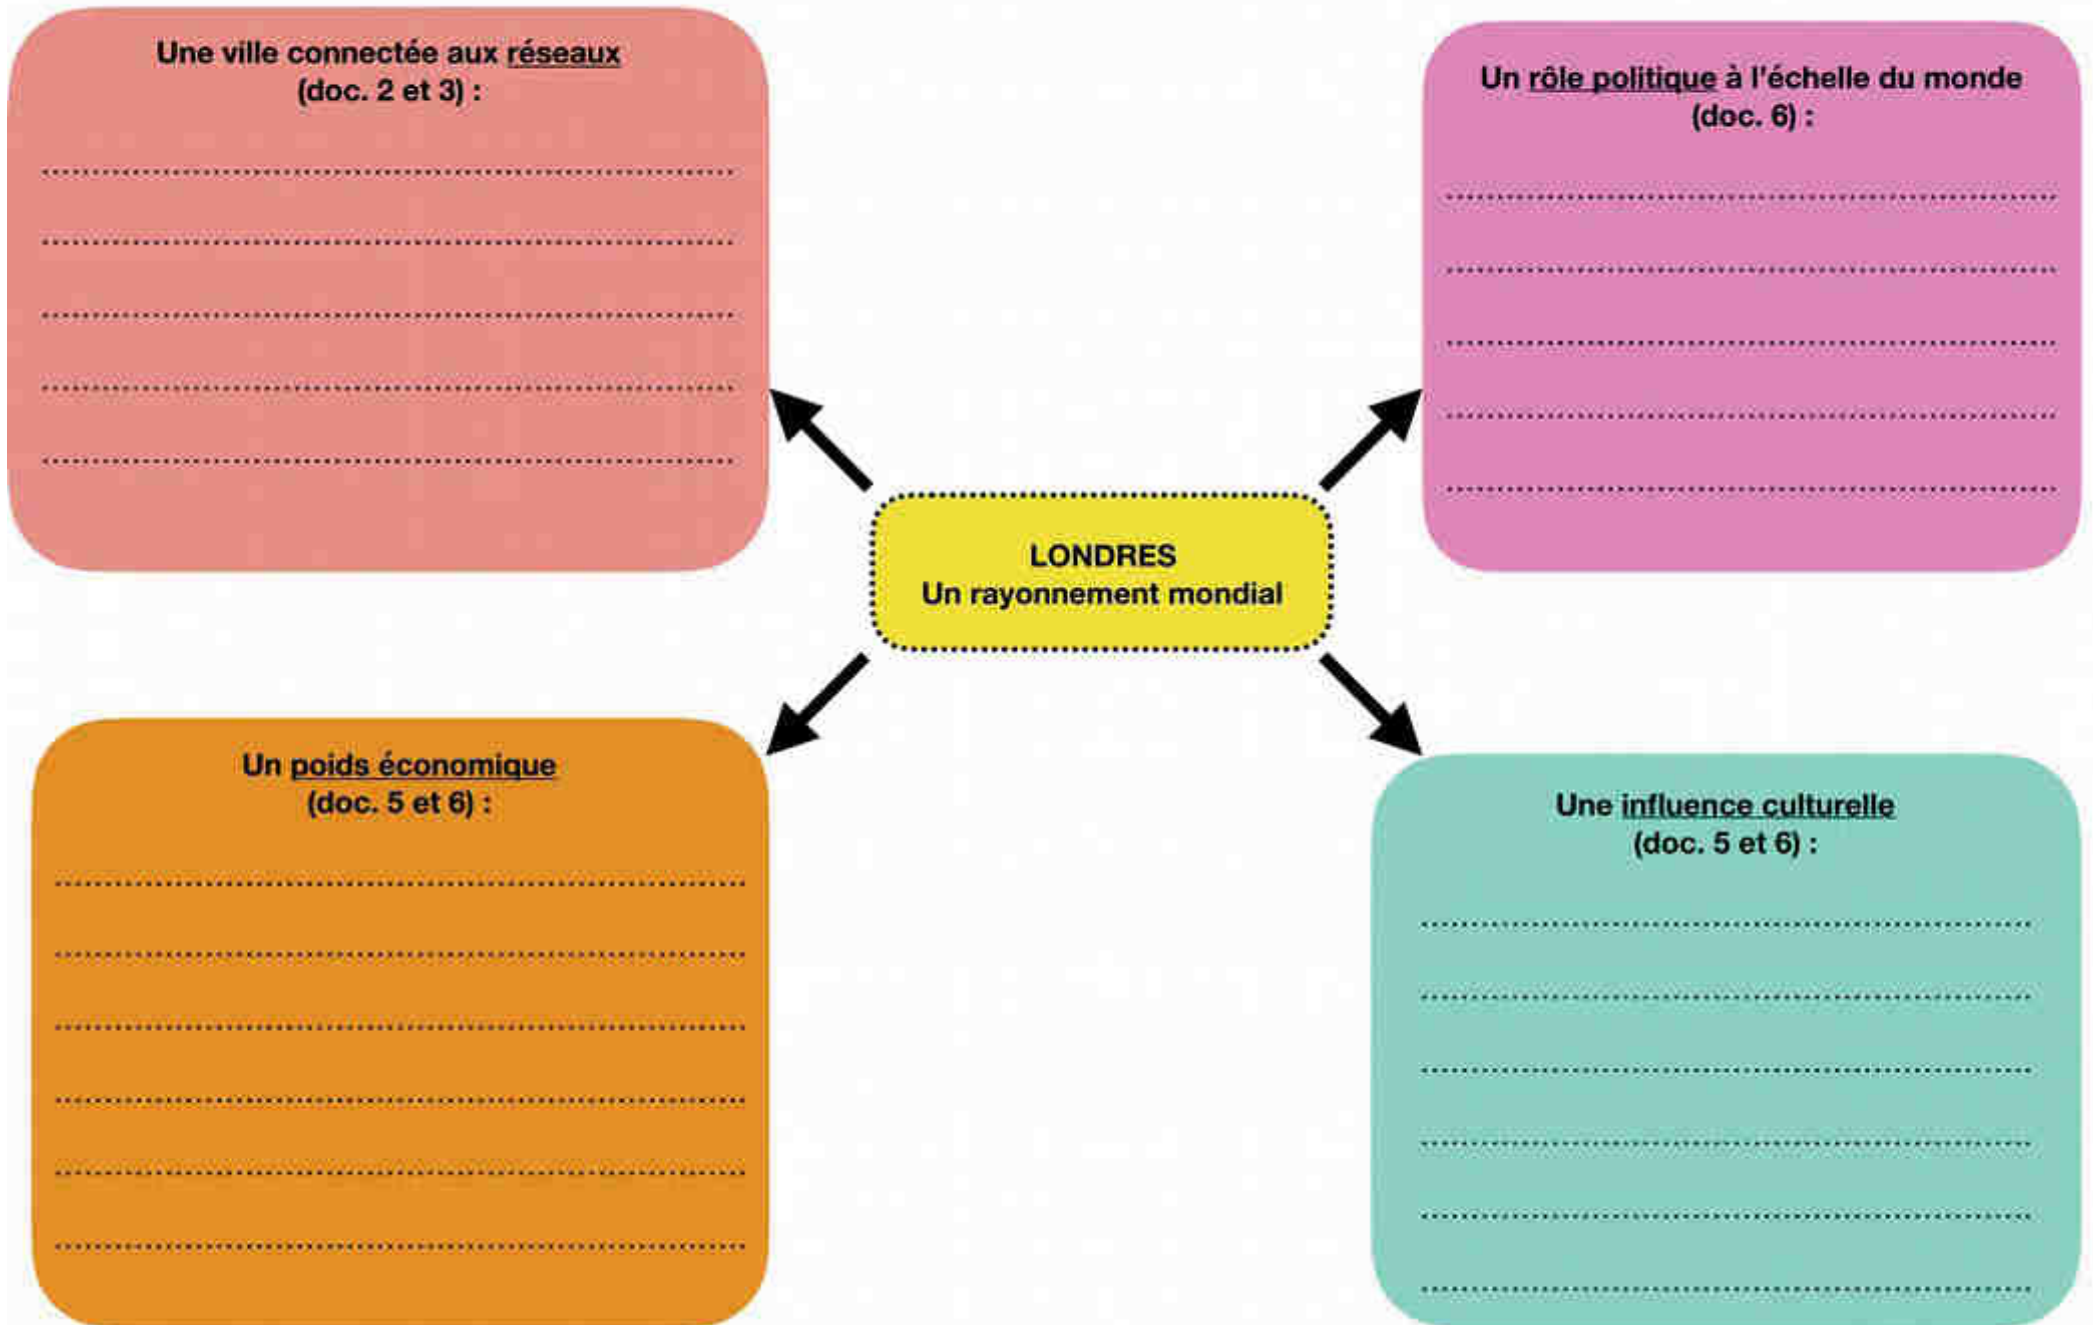 Une ville connectée aux réseaux
(doc. 2 et 3) :
Un rôle politique à l'échelle du monde
(doc. 6) :
LONDRES
Un rayonnement mondial
Un poids économique
(doc. 5 et 6) :
Une influence culturelle
(doc. 5 et 6) :